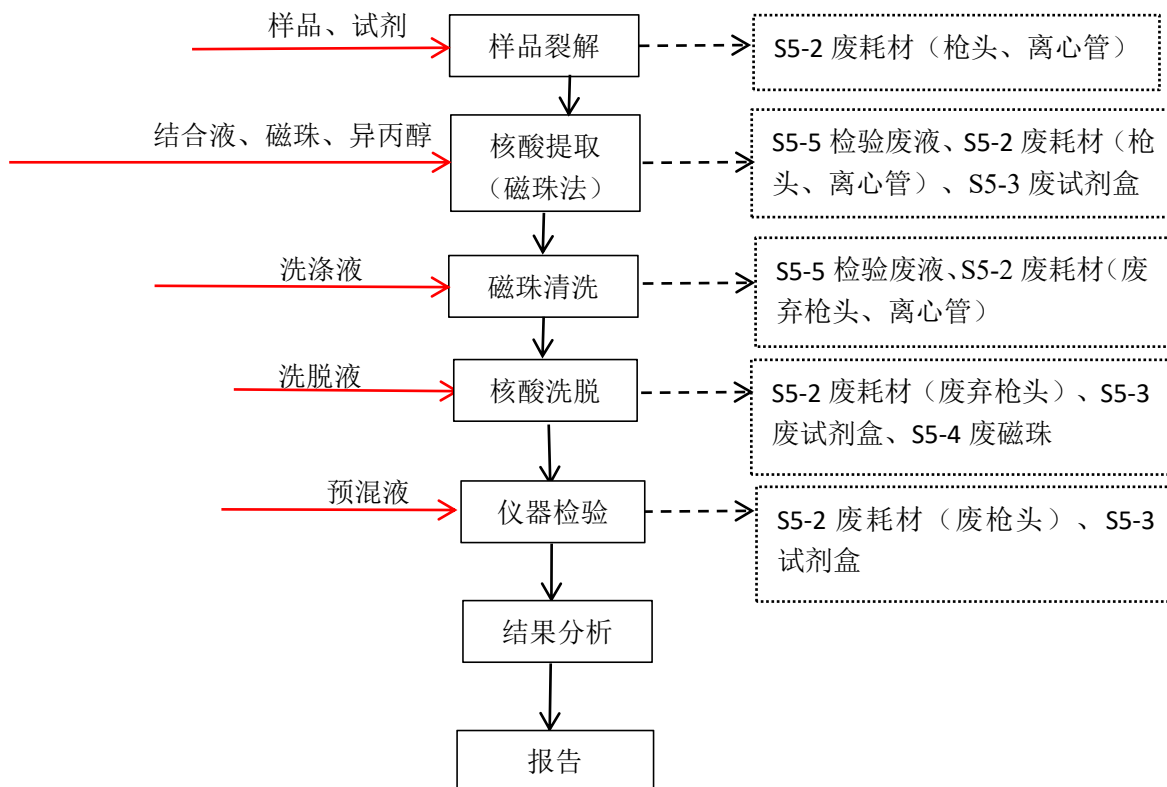 样品、试剂
样品裂解
S5-2 废耗材（枪头、离心管）
结合液、磁珠、异丙醇
核酸提取
（磁珠法）
S5-5 检验废液、S5-2 废耗材（枪
头、离心管）、S5-3 废试剂盒
洗涤液
磁珠清洗
S5-5 检验废液、S5-2 废耗材（废
弃枪头、离心管）
洗脱液
核酸洗脱
S5-2 废耗材（废弃枪头）、S5-3
废试剂盒、S5-4 废磁珠
预混液
仪器检验
S5-2 废耗材（废枪头）、S5-3
试剂盒
结果分析
报告